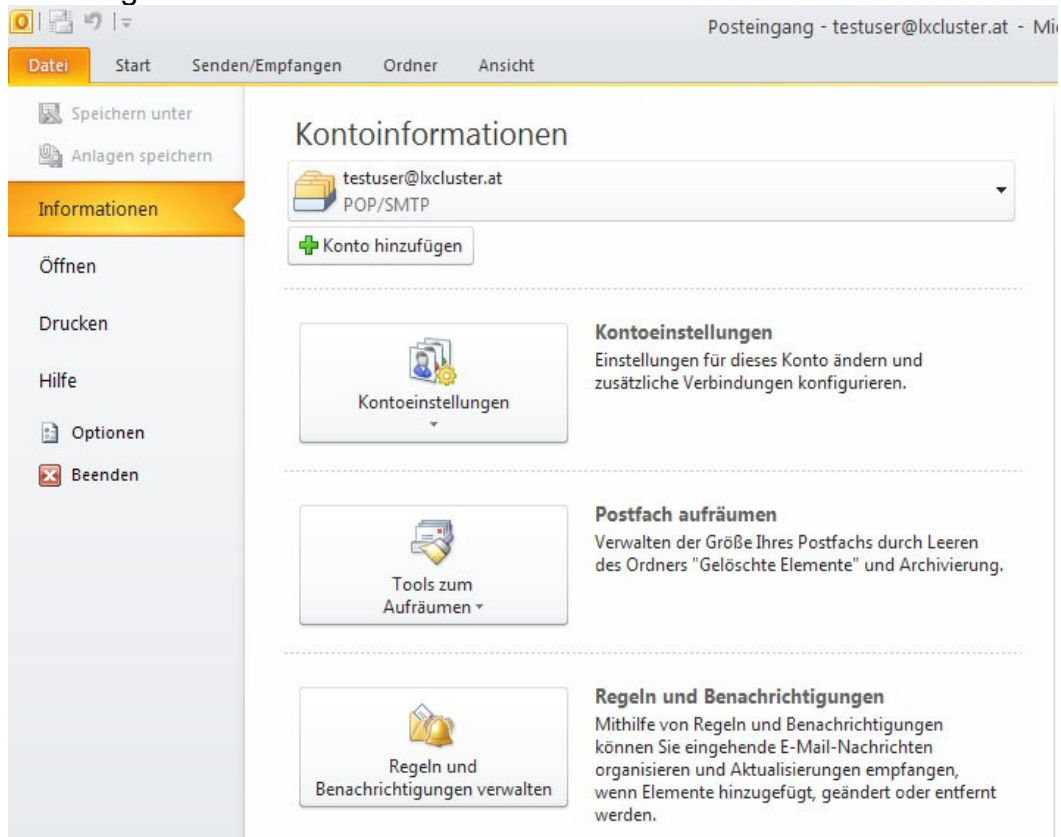 Posteingang - testuser@lxcluster.at - Mi
Datei Start Senden/Empfangen Ordner Ansicht
Speichern unter
Anlagen speichern
Informationen
Öffnen
Drucken
Hilfe
Optionen
Beenden
Kontoinformationen
testuser@lxcluster.at
POP/SMTP
Konto hinzufügen
Kontoeinstellungen
Kontoeinstellungen
Einstellungen für dieses Konto ändern und
zusätzliche Verbindungen konfigurieren.
Tools zum
Aufräumen
Postfach aufräumen
Verwalten der Größe Ihres Postfachs durch Leeren
des Ordners "Gelöschte Elemente" und Archivierung.
Regeln und
Benachrichtigungen verwalten
Regeln und Benachrichtigungen
Mithilfe von Regeln und Benachrichtigungen
können Sie eingehende E-Mail-Nachrichten
organisieren und Aktualisierungen empfangen,
wenn Elemente hinzugefügt, geändert oder entfernt
werden.